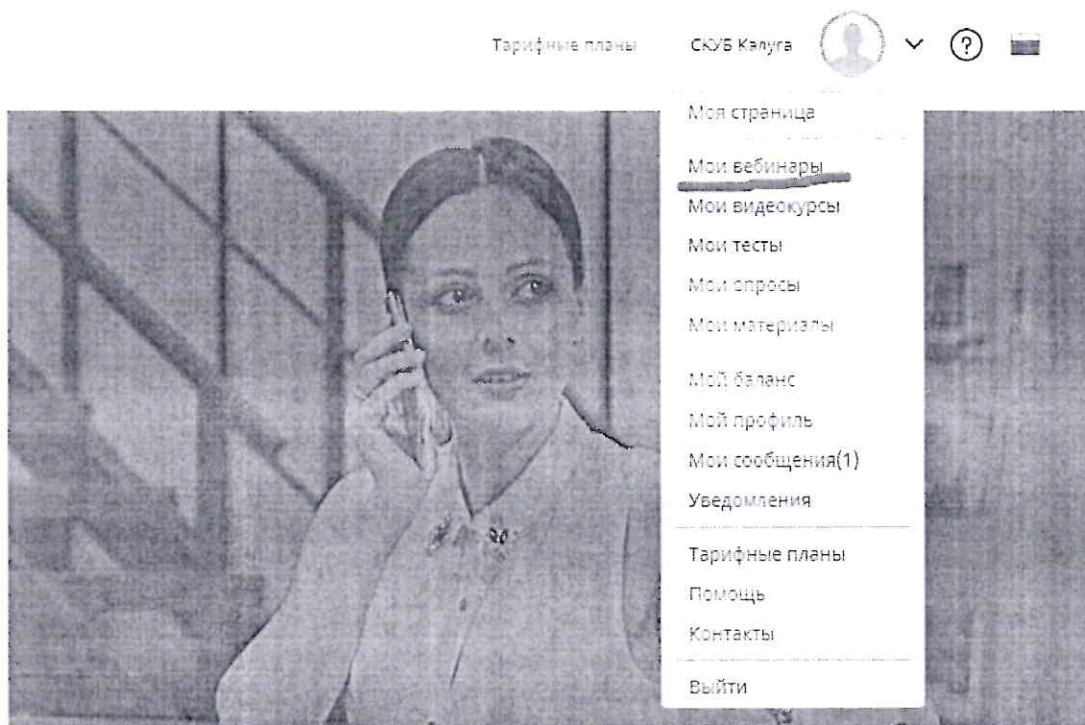 Тарифные планы СКУБ Калуга ?
Моя страница
Мои вебинары
Мои видеокурсы
Мои тесты
Мои опросы
Мои материалы
Мой баланс
Мой профиль
Мои сообщения(1)
Уведомления
Тарифные планы
Помощь
Контакты
Выйти